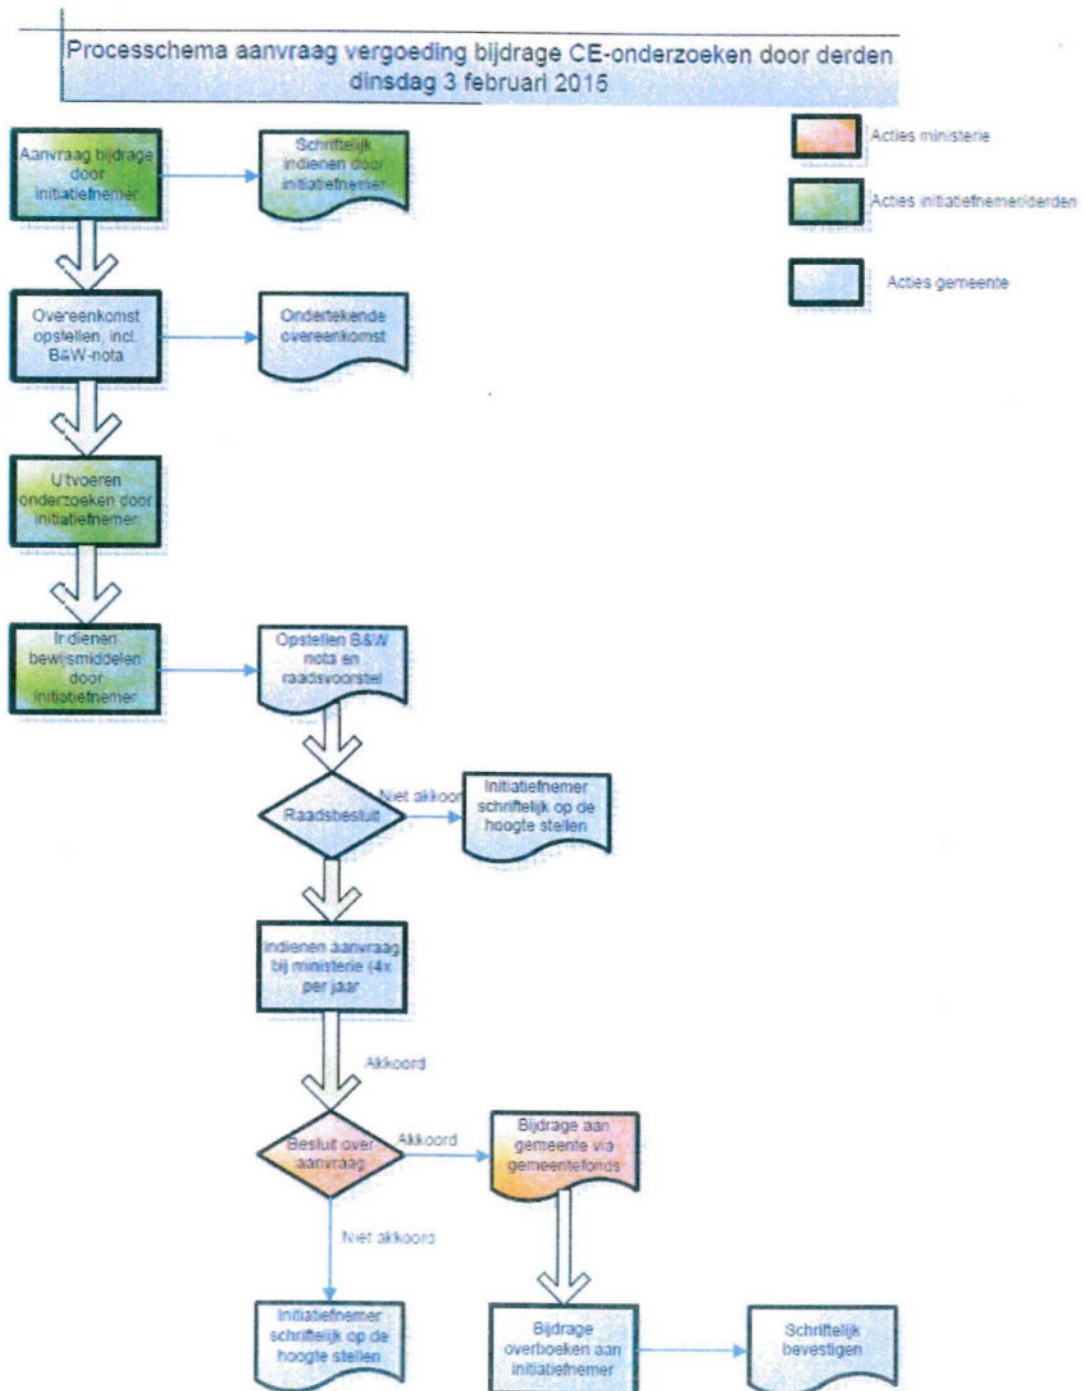 Processchema aanvraag vergoeding bijdrage CE-onderzoeken door derden
dinsdag 3 februari 2015
Acties ministerie
Acties initiatiefnemer/derden
Acties gemeente
Aanvraag bijdrage
door
initiatiefnemer
Schriftelijk
indienen door
initiatiefnemer
Overeenkomst
opstellen, incl.
B&W-nota
Ondertekende
overeenkomst
Uitvoeren
onderzoeken door
initiatiefnemer
Indienen
bewijsmiddelen
door
initiatiefnemer
Opstellen B&W
nota en
raadsvoorstel
Raadsbesluit
Niet akkoor
Initiatiefnemer
schriftelijk op de
hoogte stellen
Indienen aanvraag
bij ministerie (4x
per jaar
Akkoord
Besluit over
aanvraag
Akkoord
Bijdrage aan
gemeente via
gemeentefonds
Niet akkoord
Initiatiefnemer
schriftelijk op de
hoogte stellen
Bijdrage
overboeken aan
initiatiefnemer
Schriftelijk
bevestigen